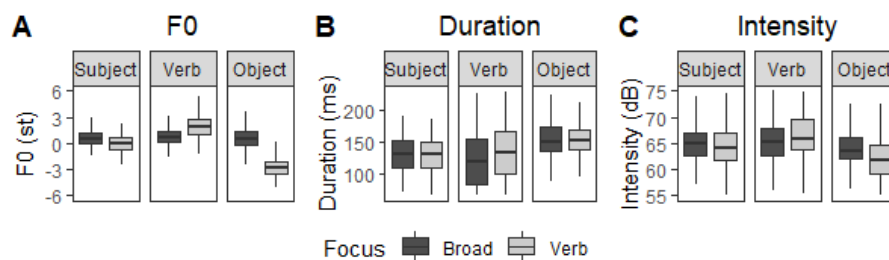 A F0 B Duration C Intensity
Subject Verb Object Subject Verb Object Subject Verb Object
F0 (st)
6
3
0
-3
-6
Duration (ms)
200
150
100
Intensity (dB)
75
70
65
60
55
Focus Broad Verb